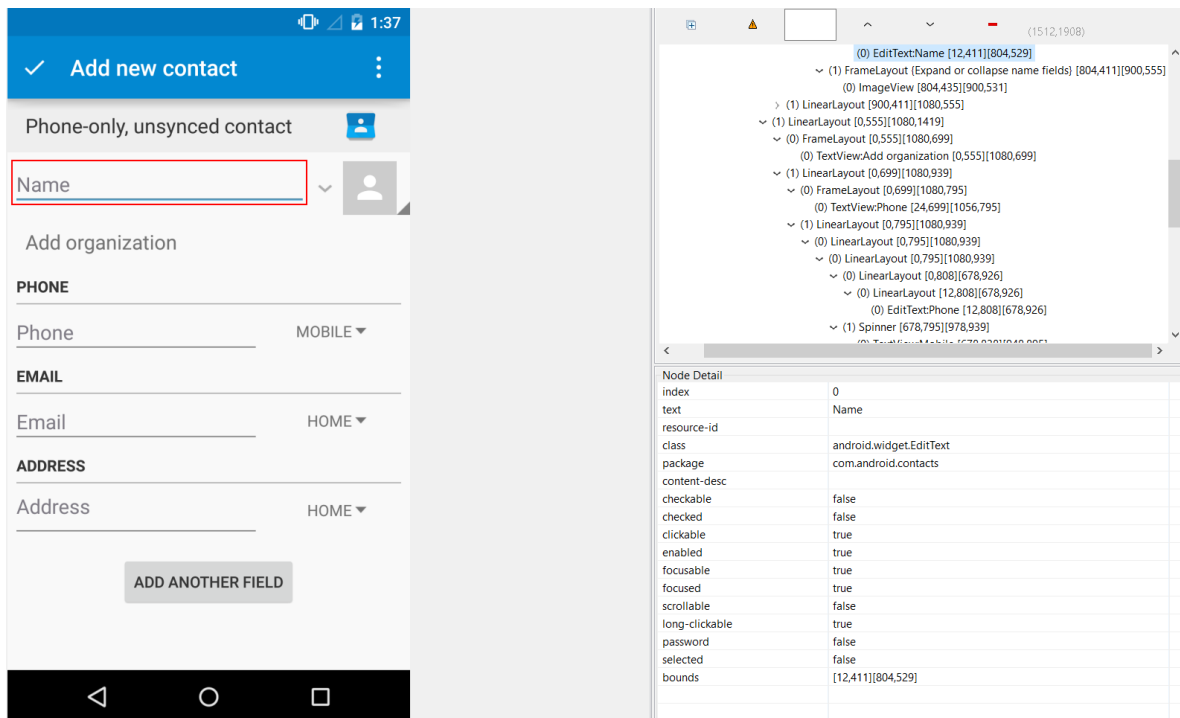 1:37
Add new contact
Phone-only, unsynced contact
Name
Add organization
PHONE
Phone MOBILE
EMAIL
Email HOME
ADDRESS
Address HOME
ADD ANOTHER FIELD
(1512,1908)
(0) EditText:Name [12,411][804,529]
(1) FrameLayout {Expand or collapse name fields} [804,411][900,555]
(0) ImageView [804,435][900,531]
(1) LinearLayout [900,411][1080,555]
(1) LinearLayout [0,555][1080,1419]
(0) FrameLayout [0,555][1080,699]
(0) TextView:Add organization [0,555][1080,699]
(1) LinearLayout [0,699][1080,939]
(0) FrameLayout [0,699][1080,795]
(0) TextView:Phone [24,699][1056,795]
(1) LinearLayout [0,795][1080,939]
(0) LinearLayout [0,795][1080,939]
(0) LinearLayout [0,795][1080,939]
(0) LinearLayout [0,808][678,926]
(0) LinearLayout [12,808][678,926]
(0) EditText:Phone [12,808][678,926]
(1) Spinner [678,795][978,939]
Node Detail
index 0
text Name
resource-id
class android.widget.EditText
package com.android.contacts
content-desc
checkable false
checked false
clickable true
enabled true
focusable true
focused true
scrollable false
long-clickable true
password false
selected false
bounds [12,411][804,529]